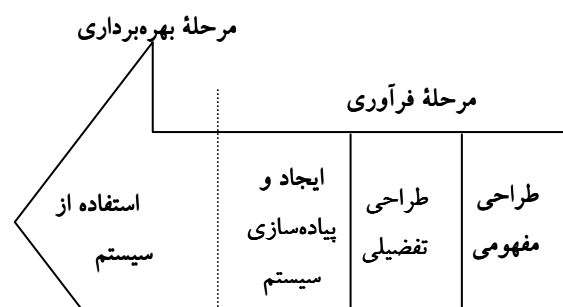 مرحلهٔ بهره‌برداری
مرحلهٔ فرآوری
طراحی
مفهومی
طراحی
تفضیلی
ایجاد و
پیاده‌سازی
سیستم
استفاده از
سیستم